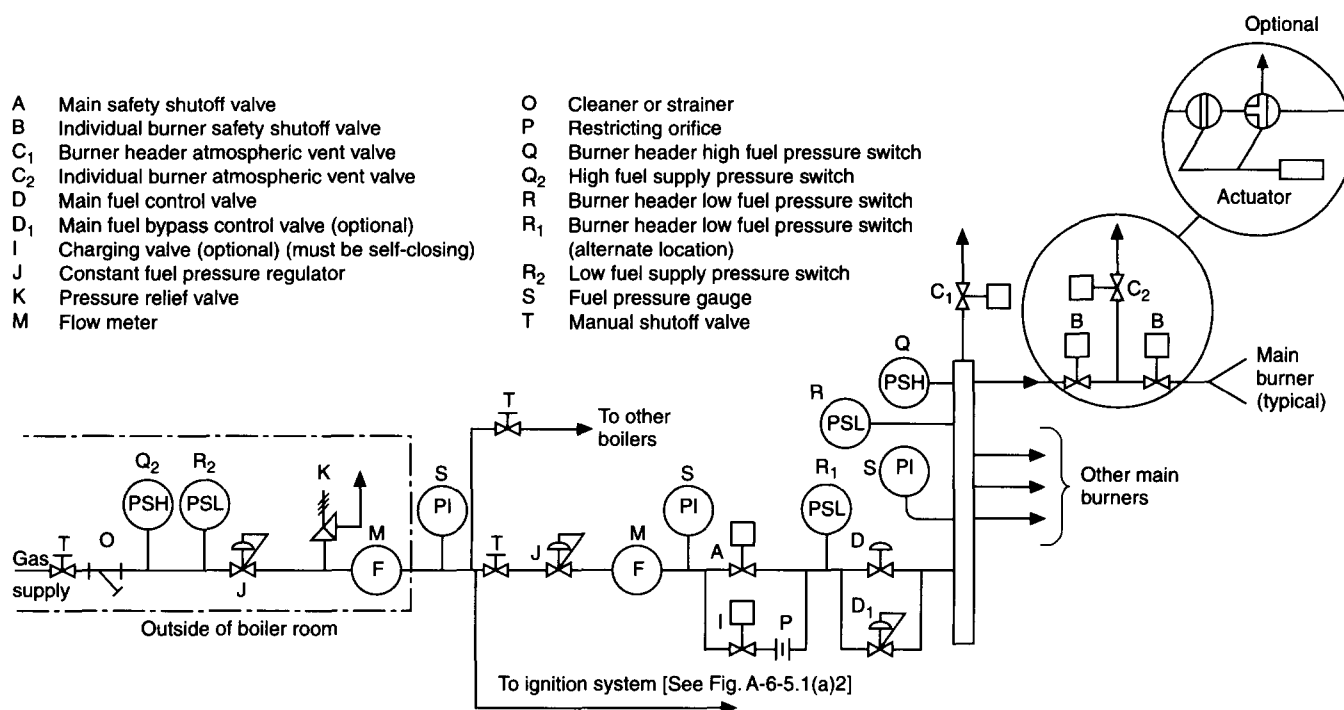 Optional
Actuator
A Main safety shutoff valve
B Individual burner safety shutoff valve
C₁ Burner header atmospheric vent valve
C₂ Individual burner atmospheric vent valve
D Main fuel control valve
D₁ Main fuel bypass control valve (optional)
I Charging valve (optional) (must be self-closing)
J Constant fuel pressure regulator
K Pressure relief valve
M Flow meter
O Cleaner or strainer
P Restricting orifice
Q Burner header high fuel pressure switch
Q₂ High fuel supply pressure switch
R Burner header low fuel pressure switch
R₁ Burner header low fuel pressure switch
(alternate location)
R₂ Low fuel supply pressure switch
S Fuel pressure gauge
T Manual shutoff valve
C₁
C₂
B
B
Main
burner
(typical)
Q
PSH
R
PSL
S
PI
R₁
PSL
Other main
burners
T
To other
boilers
Q₂
PSH
R₂
PSL
K
S
PI
S
PI
T
O
J
M
F
T
J
M
F
A
D
I
P
D₁
Gas
supply
Outside of boiler room
To ignition system [See Fig. A-6-5.1(a)2]